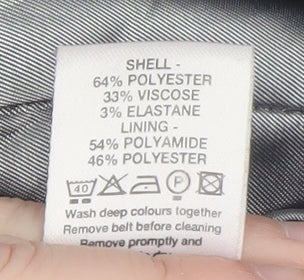 SHELL -
64% POLYESTER
33% VISCOSE
3% ELASTANE
LINING -
54% POLYAMIDE
46% POLYESTER
40 P
Wash deep colours together
Remove belt before cleaning
Remove promptly and